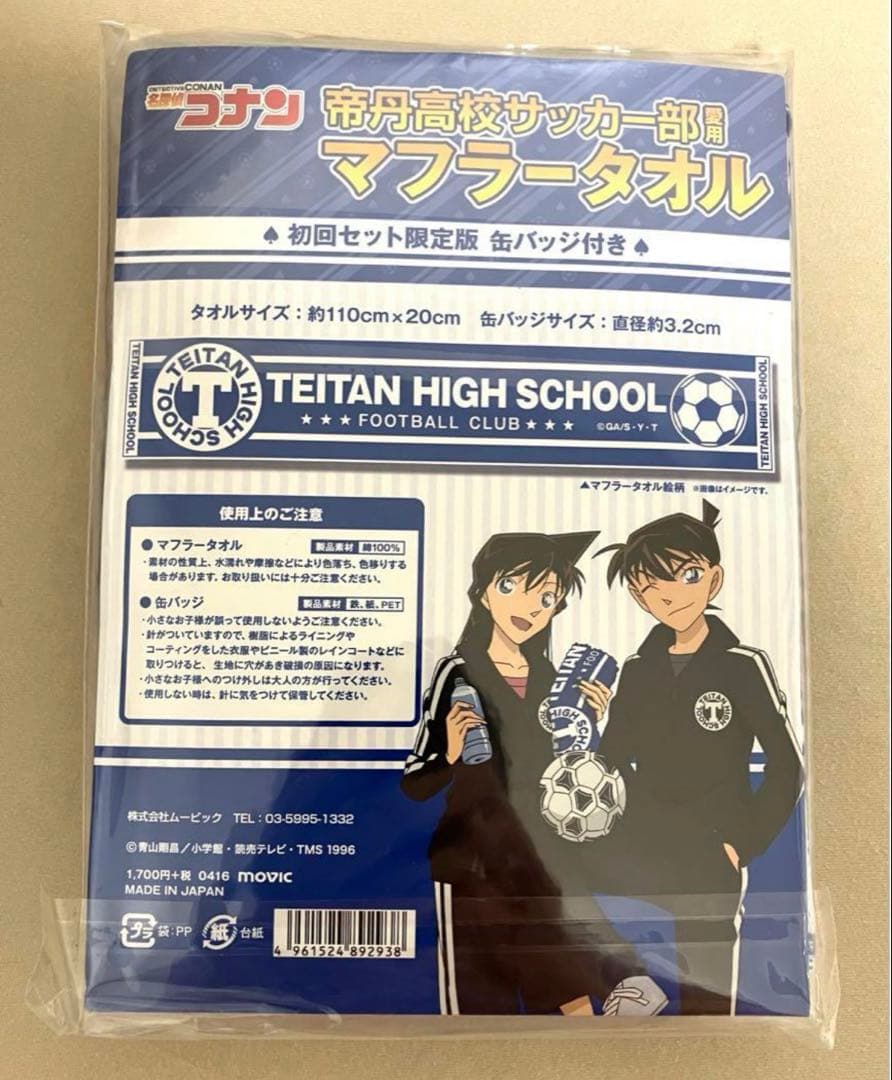 DETECTIVE CONAN
名探偵コナン
帝丹高校サッカー部愛用
マフラータオル
♠ 初回セット限定版 缶バッジ付き ♠
タオルサイズ：約110cm×20cm 缶バッジサイズ：直径約3.2cm
TEITAN HIGH SCHOOL
TEITAN HIGH SCHOOL
T
TEITAN HIGH SCHOOL
★★★FOOTBALL CLUB★★★
©GA/S・Y・T
TEITAN HIGH SCHOOL
▲マフラータオル絵柄 ※画像はイメージです。
使用上のご注意
●マフラータオル 製品素材 綿100%
・素材の性質上、水濡れや摩擦などにより色落ち、色移りする
場合があります。お取り扱いには十分ご注意ください。
●缶バッジ 製品素材 鉄、紙、PET
・小さなお子様が誤って使用しないようご注意ください。
・針がついていますので、樹脂によるライニングや
コーティングをした衣服やビニール製のレインコートなどに
取りつけると、生地に穴があき破損の原因になります。
・小さなお子様へのつけ外しは大人の方が行ってください。
・使用しない時は、針に気をつけて保管してください。
TEITAN
★FOO
HIGH SCHO
TEITAN HIGH SCHOOL
T
株式会社ムービック TEL：03-5995-1332
©青山剛昌／小学館・読売テレビ・TMS 1996
1,700円+税 0416 movic
MADE IN JAPAN
プラ 袋：PP 紙 台紙
4 961524 892938